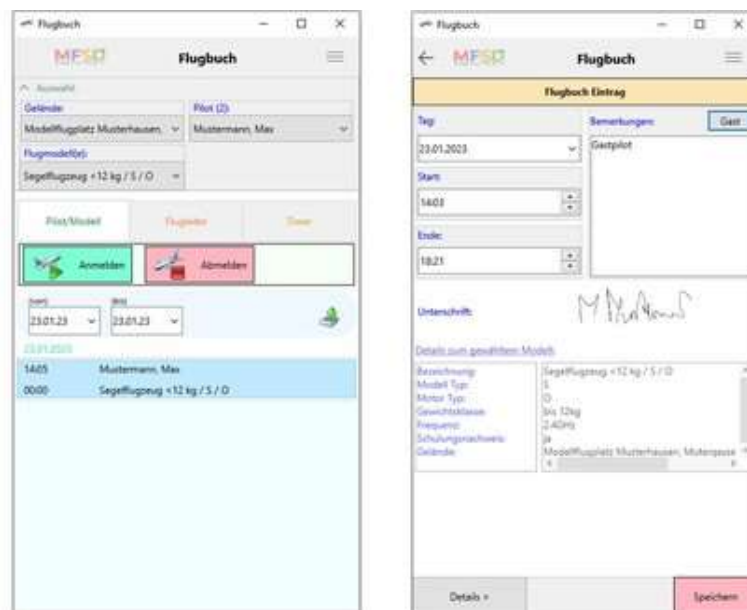 Flugbuch
MFSD
Flugbuch
Auswahl
Gelände:
Pilot (2):
Modellflugplatz Musterhausen,
Mustermann, Max
Flugmodell(e):
Segelflugzeug <12 kg / S / O
Pilot/Modell
Flugleiter
Anmelden
Abmelden
(von)
(bis)
23.01.23
23.01.23
23.01.2023
14:05
Mustermann, Max
00:00
Segelflugzeug <12 kg / S / O
Flugbuch
MFSD
Flugbuch
Flugbuch Eintrag
Tag:
Bemerkungen:
Gast
23.01.2023
Gastpilot
Start:
14:03
Ende:
18:21
Unterschrift:
Details zum gewählten Modell:
Bezeichnung:
Segelflugzeug <12 kg / S / O
Modell Typ:
S
Motor Typ:
O
Gewichtsklasse:
bis 12kg
Frequenz:
2.4GHz
Schulungsnachweis:
ja
Gelände:
Modellflugplatz Musterhausen,
Details »
Speichern